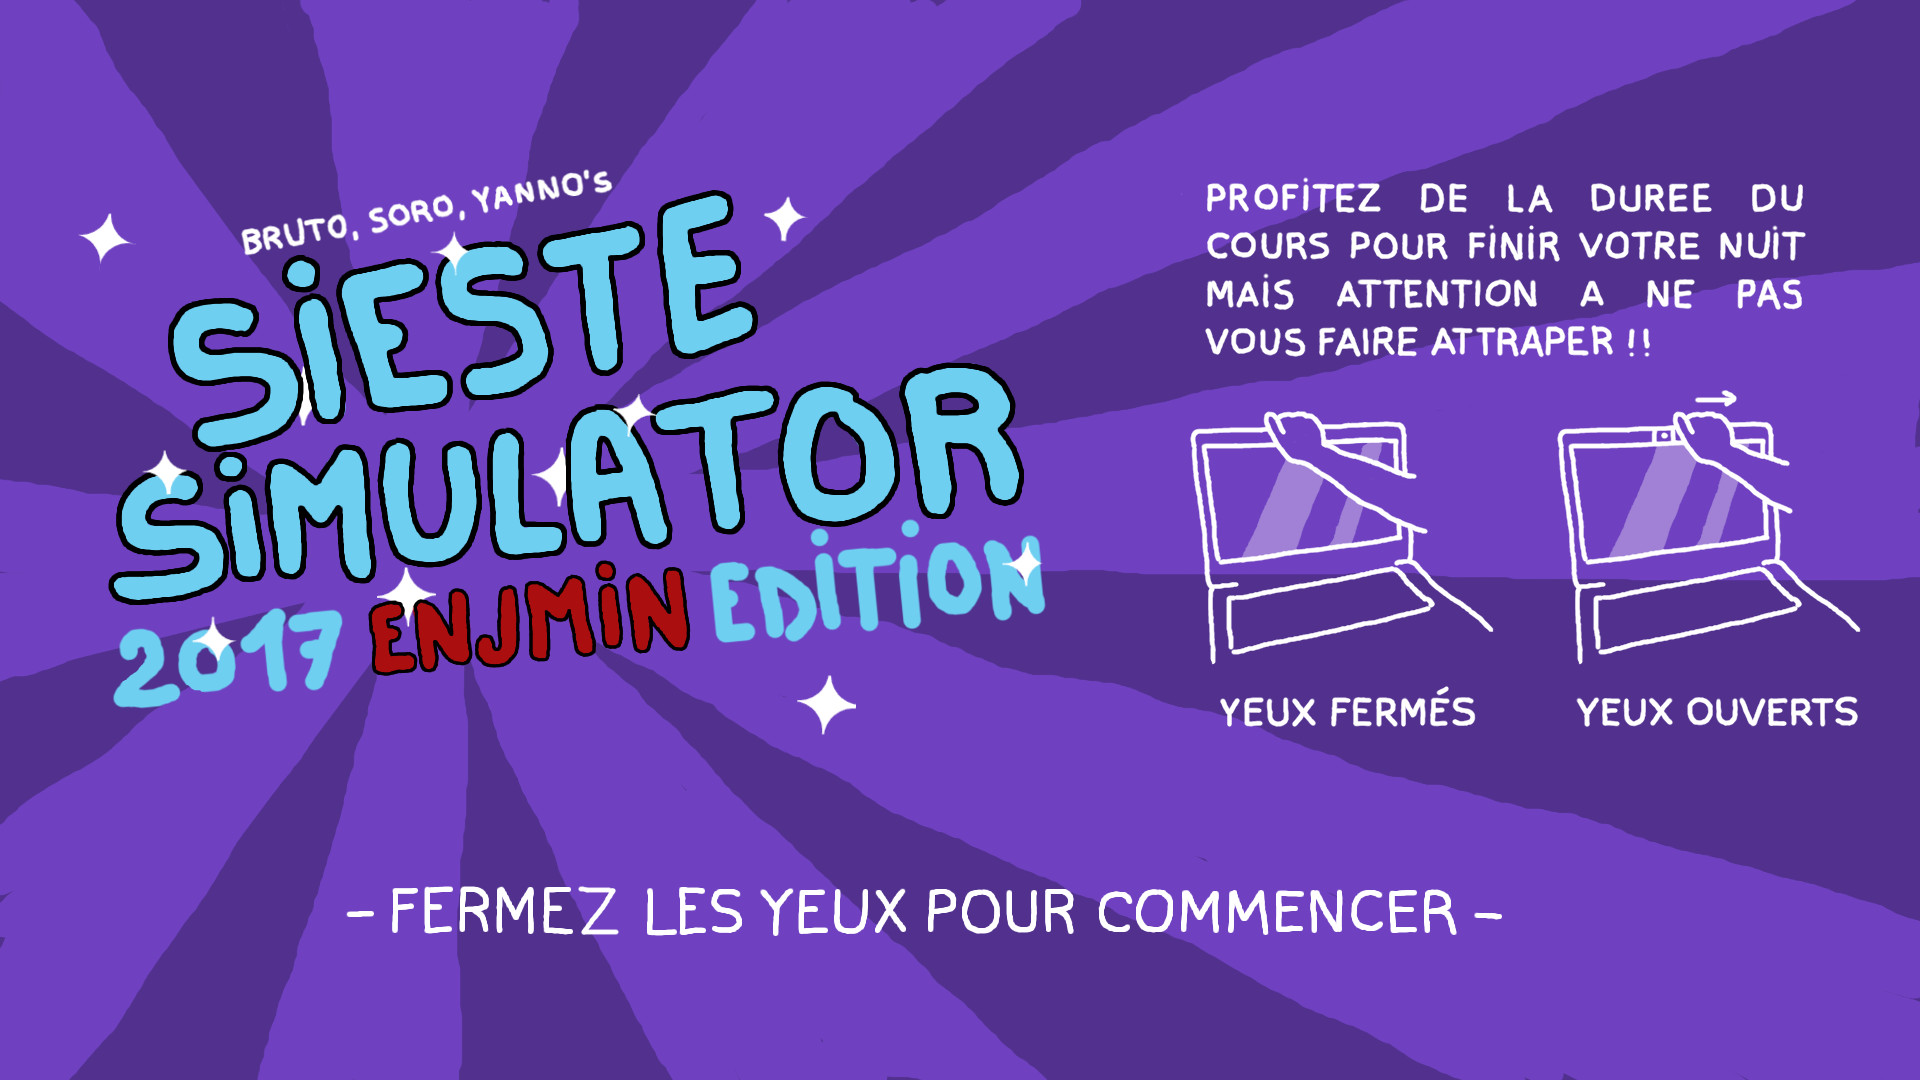 BRUTO, SORO, YANNO'S
SIESTE
SIMULATOR
2017 ENJMIN EDITION
PROFITEZ DE LA DUREE DU
COURS POUR FINIR VOTRE NUIT
MAIS ATTENTION A NE PAS
VOUS FAIRE ATTRAPER !!
YEUX FERMÉS
YEUX OUVERTS
- FERMEZ LES YEUX POUR COMMENCER -